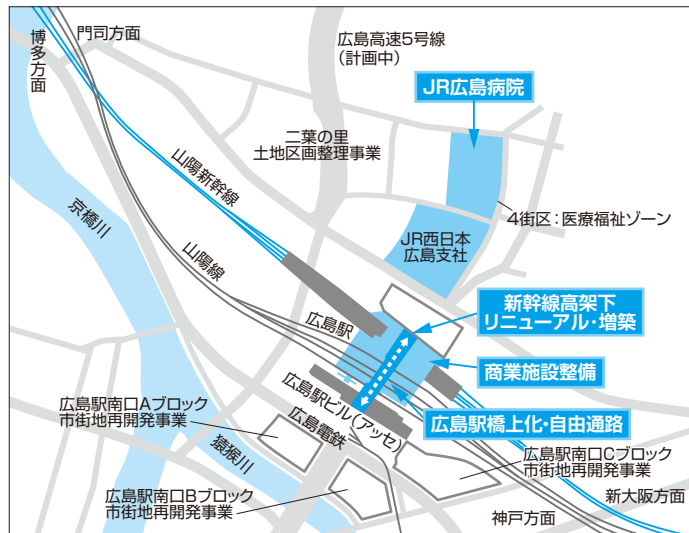 博多方面
門司方面
広島高速5号線
(計画中)
JR広島病院
二葉の里
土地区画整理事業
山陽新幹線
4街区：医療福祉ゾーン
京橋川
JR西日本
広島支社
山陽線
新幹線高架下
リニューアル・増築
広島駅
商業施設整備
広島駅ビル(アッセ)
広島駅南口Aブロック
市街地再開発事業
広島電鉄
広島駅橋上化・自由通路
猿猴川
広島駅南口Cブロック
市街地再開発事業
広島駅南口Bブロック
市街地再開発事業
新大阪方面
神戸方面